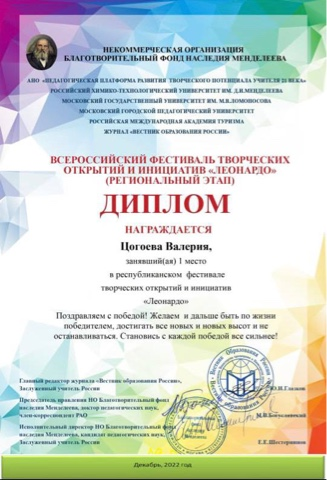 НЕКОММЕРЧЕСКАЯ ОРГАНИЗАЦИЯ
БЛАГОТВОРИТЕЛЬНЫЙ ФОНД НАСЛЕДИЯ МЕНДЕЛЕЕВА
АНО «ПЕДАГОГИЧЕСКАЯ ПЛАТФОРМА РАЗВИТИЯ ТВОРЧЕСКОГО ПОТЕНЦИАЛА УЧИТЕЛЯ 21 ВЕКА»
РОССИЙСКИЙ ХИМИКО-ТЕХНОЛОГИЧЕСКИЙ УНИВЕРСИТЕТ ИМ. Д.И.МЕНДЕЛЕЕВА
МОСКОВСКИЙ ГОСУДАРСТВЕННЫЙ УНИВЕРСИТЕТ ИМ. М.В.ЛОМОНОСОВА
МОСКОВСКИЙ ГОРОДСКОЙ ПЕДАГОГИЧЕСКИЙ УНИВЕРСИТЕТ
РОССИЙСКАЯ МЕЖДУНАРОДНАЯ АКАДЕМИЯ ТУРИЗМА
ЖУРНАЛ «ВЕСТНИК ОБРАЗОВАНИЯ РОССИИ»
ВСЕРОССИЙСКИЙ ФЕСТИВАЛЬ ТВОРЧЕСКИХ
ОТКРЫТИЙ И ИНИЦИАТИВ «ЛЕОНАРДО»
(РЕГИОНАЛЬНЫЙ ЭТАП)
ДИПЛОМ
НАГРАЖДАЕТСЯ
Цогоева Валерия,
занявший(ая) 1 место
в республиканском фестивале
творческих открытий и инициатив
«Леонардо»
Поздравляем с победой! Желаем и дальше быть по жизни
победителем, достигать все новых и новых высот и не
останавливаться. Становись с каждой победой все сильнее!
Главный редактор журнала «Вестник образования России»,
Заслуженный учитель России
Председатель правления НО Благотворительный фонд
наследия Менделеева, доктор педагогических наук,
член-корреспондент РАО
Исполнительный директор НО Благотворительный фонд
наследия Менделеева, кандидат педагогических наук,
Заслуженный учитель России
Е.Е.Шестерников
Декабрь, 2022 год